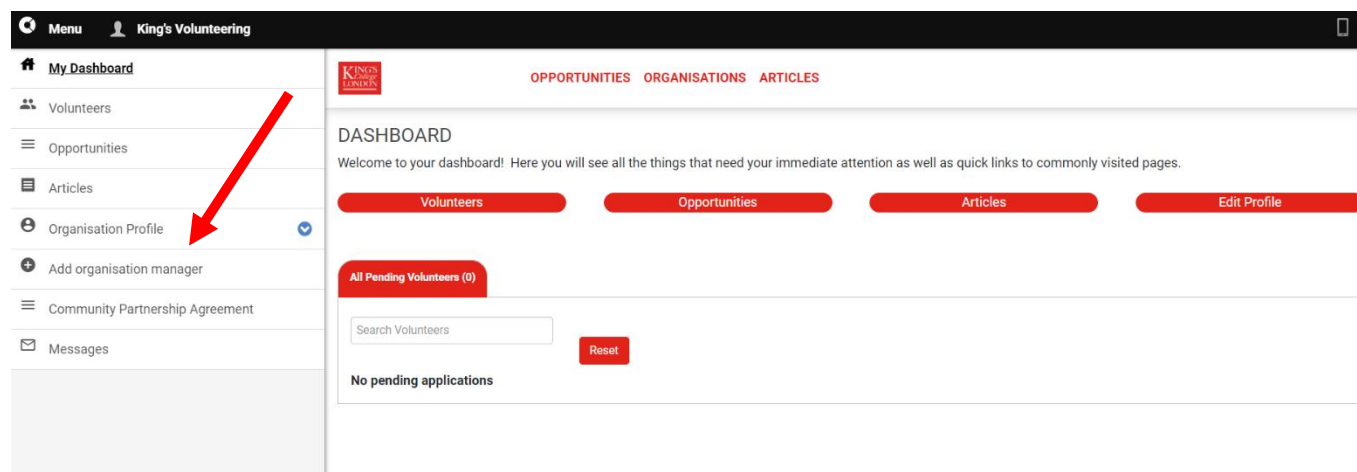 Menu King's Volunteering
My Dashboard
Volunteers
Opportunities
Articles
Organisation Profile
Add organisation manager
Community Partnership Agreement
Messages
KING'S
College
LONDON
OPPORTUNITIES ORGANISATIONS ARTICLES
DASHBOARD
Welcome to your dashboard! Here you will see all the things that need your immediate attention as well as quick links to commonly visited pages.
Volunteers Opportunities Articles Edit Profile
All Pending Volunteers (0)
Search Volunteers
Reset
No pending applications